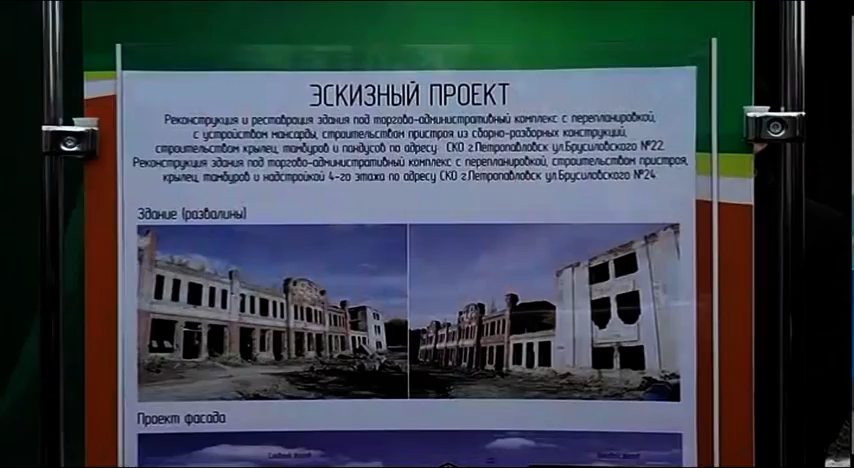 ЭСКИЗНЫЙ ПРОЕКТ
Реконструкция и реставрация здания под торгово-административный комплекс с перепланировкой,
с устройством мансарды, строительством пристроя из сборно-разборных конструкций,
строительством крылец, тамбуров и пандусов по адресу: СКО г.Петропавловск ул.Брусиловского №22.
Реконструкция здания под торгово-административный комплекс с перепланировкой, строительством пристроя,
крылец, тамбуров и надстройкой 4-го этажа по адресу СКО г.Петропавловск ул.Брусиловского №24.
Здание (развалины)
Проект фасада